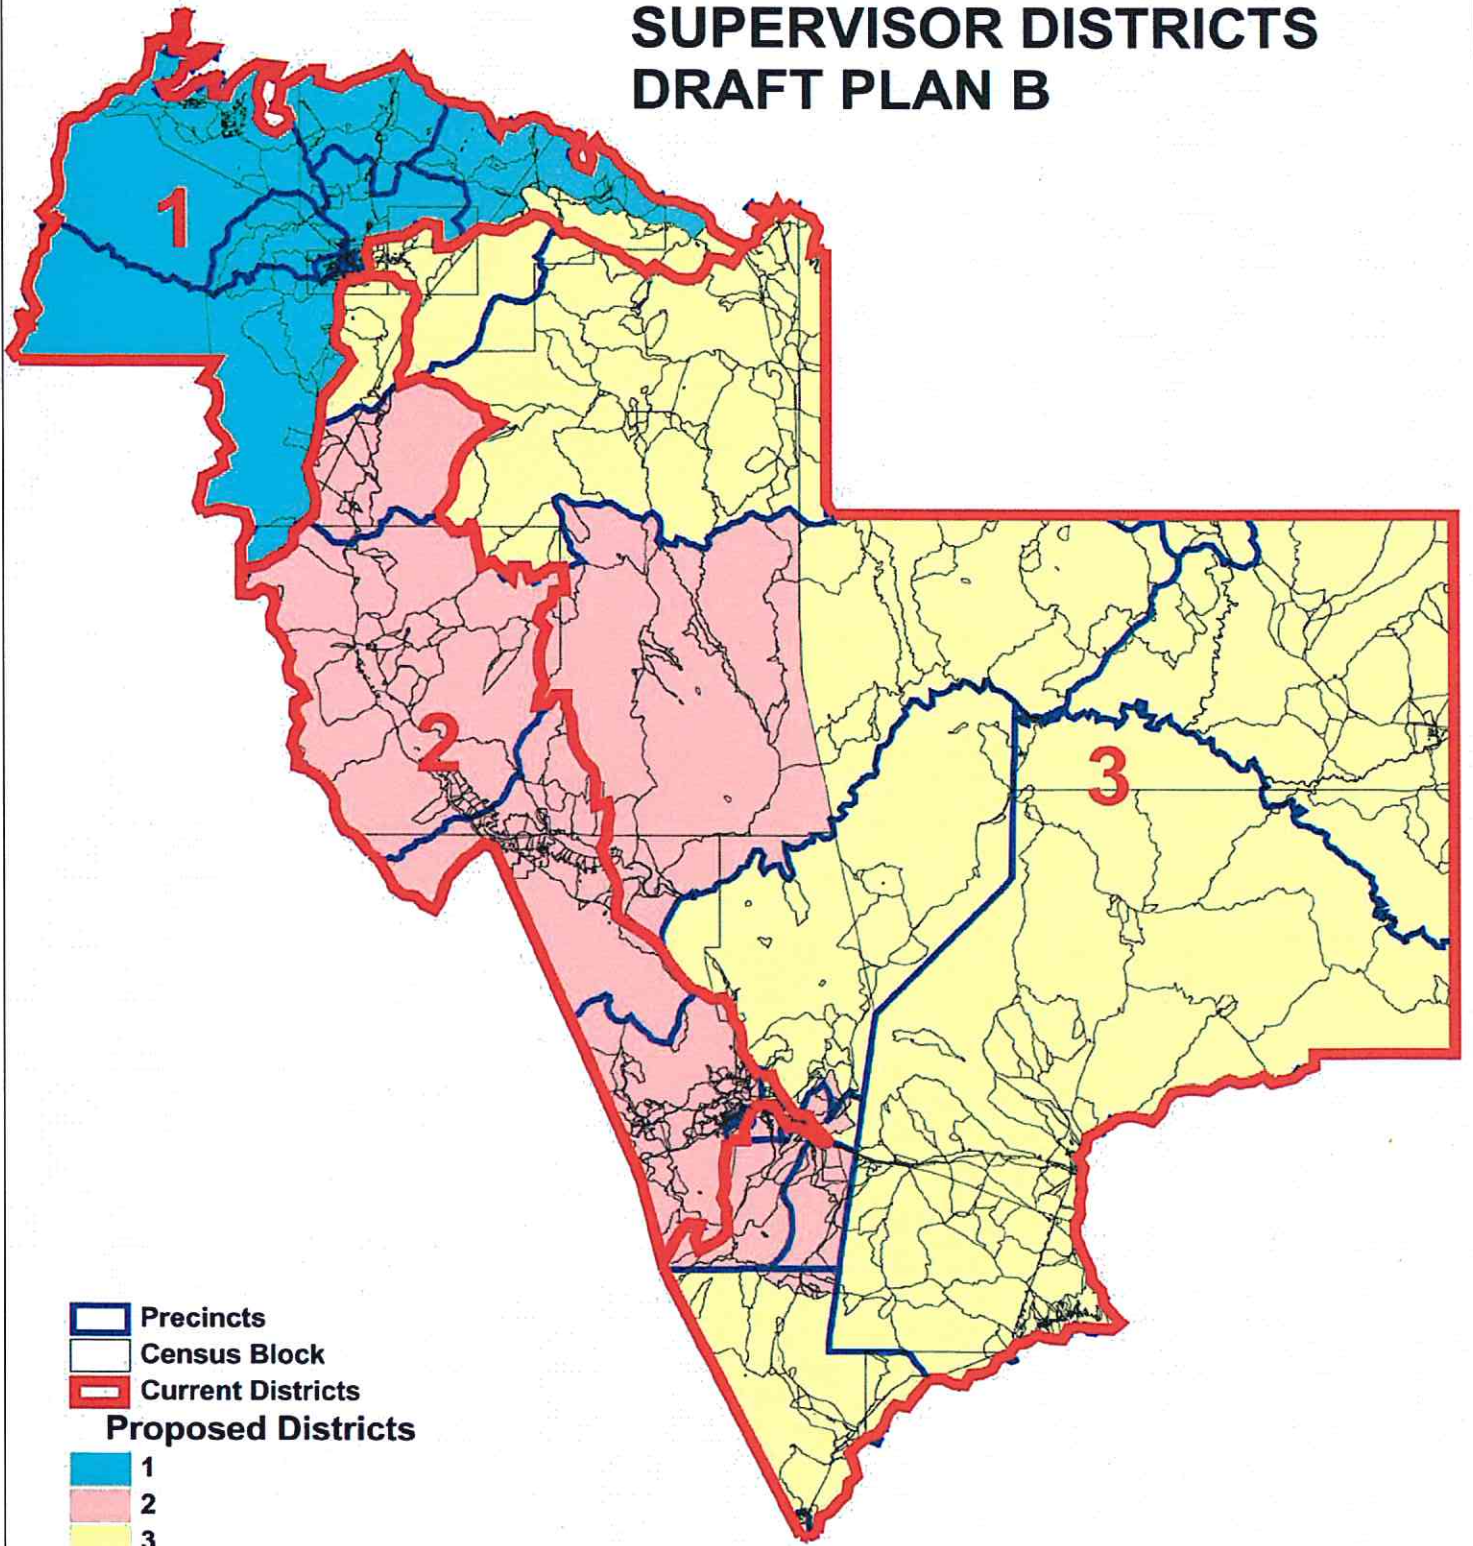 SUPERVISOR DISTRICTS
DRAFT PLAN B
1
2
3
Precincts
Census Block
Current Districts
Proposed Districts
1
2
3